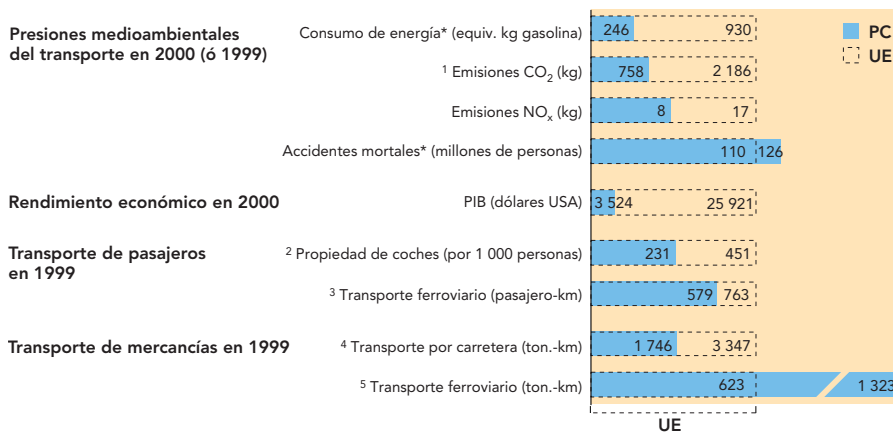 Presiones medioambientales
del transporte en 2000 (ó 1999)
Consumo de energía* (equiv. kg gasolina) 246 930
1 Emisiones CO2 (kg) 758 2 186
Emisiones NOx (kg) 8 17
Accidentes mortales* (millones de personas) 110 126
Rendimiento económico en 2000 PIB (dólares USA) 3 524 25 921
Transporte de pasajeros
en 1999
2 Propiedad de coches (por 1 000 personas) 231 451
3 Transporte ferroviario (pasajero-km) 579 763
Transporte de mercancías en 1999 4 Transporte por carretera (ton.-km) 1 746 3 347
5 Transporte ferroviario (ton.-km) 623 1 323
UE
PC
UE